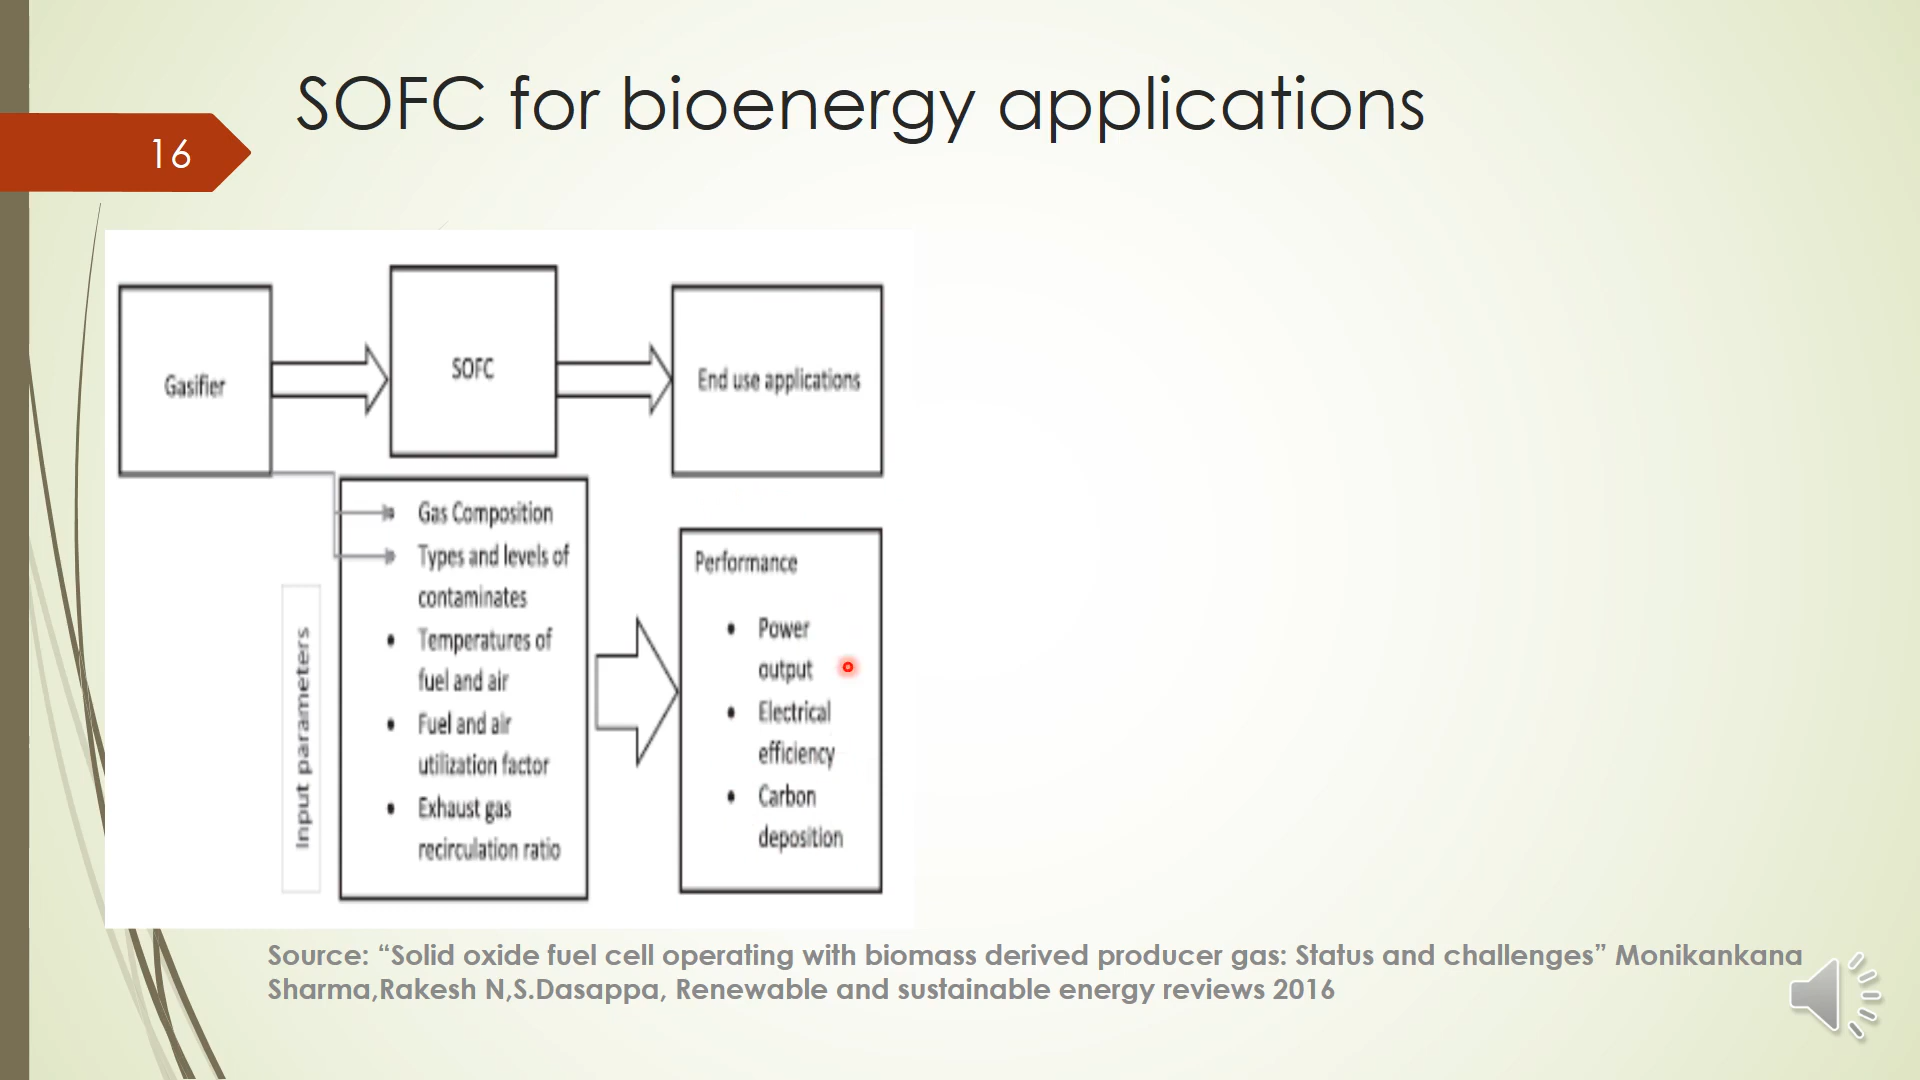 SOFC for bioenergy applications
16
Gasifier
SOFC
End use applications
Gas Composition
Types and levels of
contaminates
Temperatures of
fuel and air
Fuel and air
utilization factor
Exhaust gas
recirculation ratio
Input parameters
Performance
Power
output
Electrical
efficiency
Carbon
deposition
Source: “Solid oxide fuel cell operating with biomass derived producer gas: Status and challenges” Monikankana
Sharma,Rakesh N,S.Dasappa, Renewable and sustainable energy reviews 2016